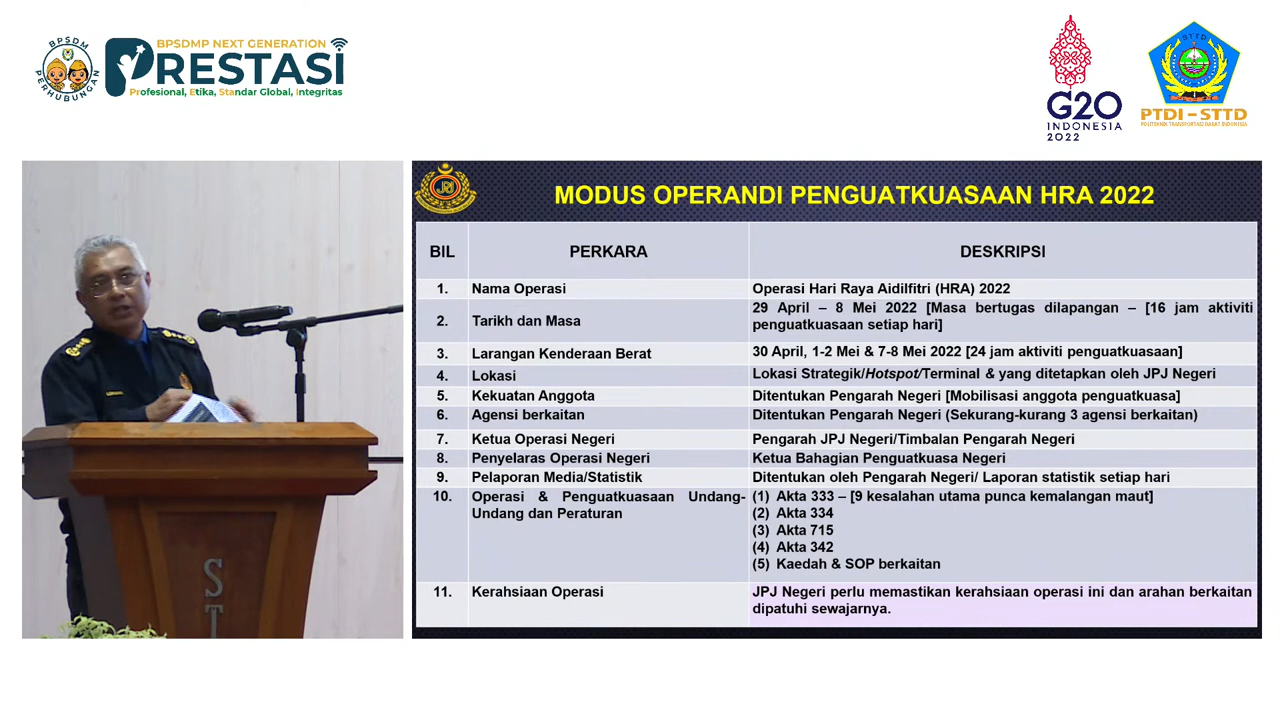 BPSDM
PERHUBUNGAN
BPSDMP NEXT GENERATION
PRESTASI
Profesional, Etika, Standar Global, Integritas
G20
INDONESIA
2022
STTD
PTDI - STTD
POLITEKNIK TRANSPORTASI DARAT INDONESIA
JPJ
MODUS OPERANDI PENGUATKUASAAN HRA 2022
BIL PERKARA DESKRIPSI
1. Nama Operasi Operasi Hari Raya Aidilfitri (HRA) 2022
2. Tarikh dan Masa 29 April – 8 Mei 2022 [Masa bertugas dilapangan – [16 jam aktiviti
penguatkuasaan setiap hari]
3. Larangan Kenderaan Berat 30 April, 1-2 Mei & 7-8 Mei 2022 [24 jam aktiviti penguatkuasaan]
4. Lokasi Lokasi Strategik/Hotspot/Terminal & yang ditetapkan oleh JPJ Negeri
5. Kekuatan Anggota Ditentukan Pengarah Negeri [Mobilisasi anggota penguatkuasa]
6. Agensi berkaitan Ditentukan Pengarah Negeri (Sekurang-kurang 3 agensi berkaitan)
7. Ketua Operasi Negeri Pengarah JPJ Negeri/Timbalan Pengarah Negeri
8. Penyelaras Operasi Negeri Ketua Bahagian Penguatkuasa Negeri
9. Pelaporan Media/Statistik Ditentukan oleh Pengarah Negeri/ Laporan statistik setiap hari
10. Operasi & Penguatkuasaan Undang-
Undang dan Peraturan
(1) Akta 333 – [9 kesalahan utama punca kemalangan maut]
(2) Akta 334
(3) Akta 715
(4) Akta 342
(5) Kaedah & SOP berkaitan
11. Kerahsiaan Operasi JPJ Negeri perlu memastikan kerahsiaan operasi ini dan arahan berkaitan
dipatuhi sewajarnya.
S
T